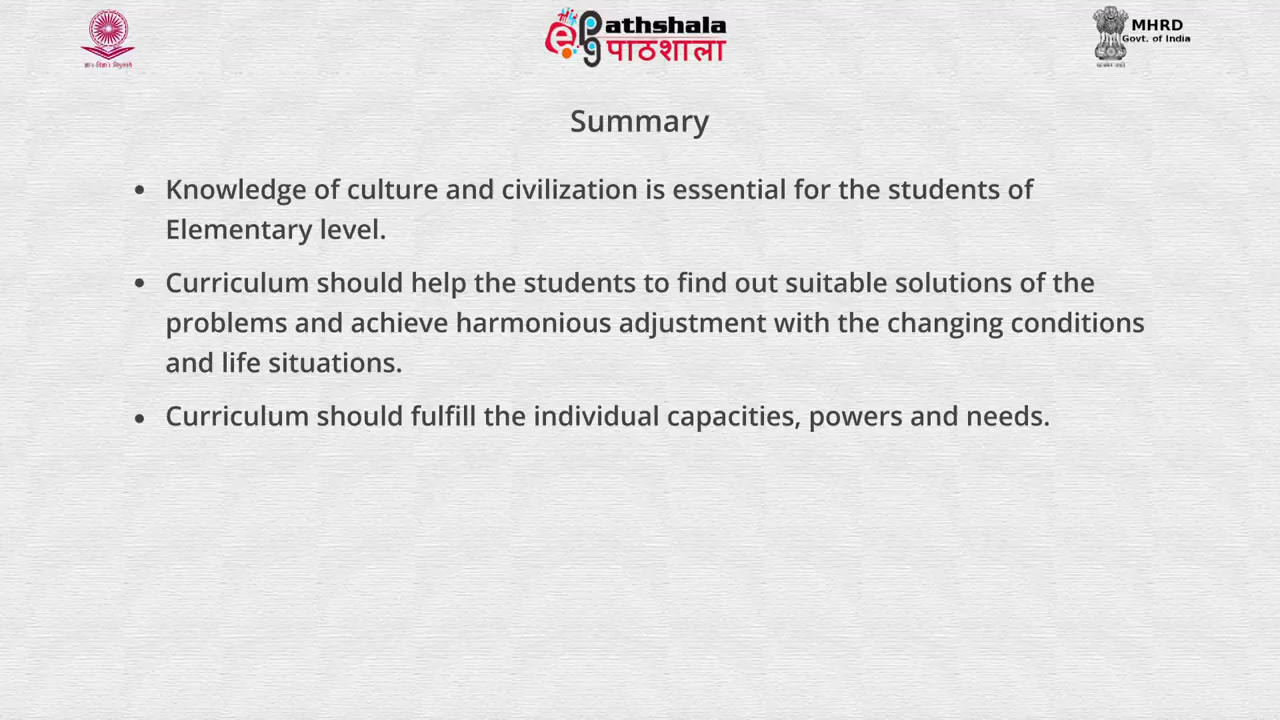 Pathshala
पाठशाला
MHRD
Govt. of India
Summary
• Knowledge of culture and civilization is essential for the students of
Elementary level.
• Curriculum should help the students to find out suitable solutions of the
problems and achieve harmonious adjustment with the changing conditions
and life situations.
• Curriculum should fulfill the individual capacities, powers and needs.